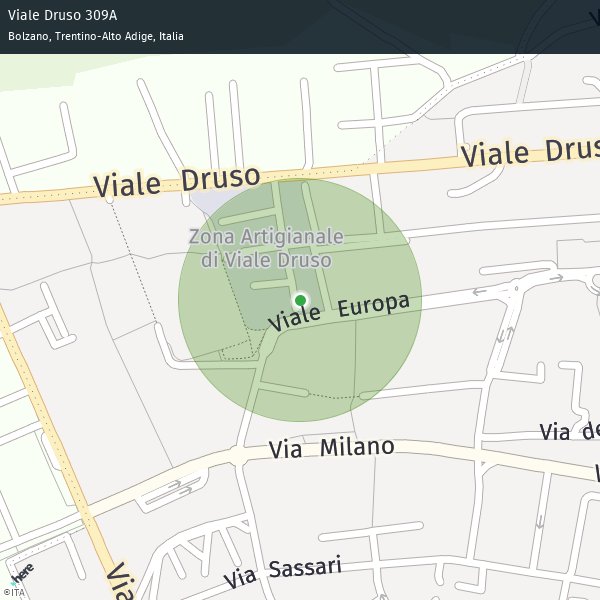 Viale Druso 309A
Bolzano, Trentino-Alto Adige, Italia
Viale Druso
Viale Drus
Zona Artigianale
di Viale Druso
Viale Europa
Via Milano
Via de
Via Sassari
Via
here
©ITA